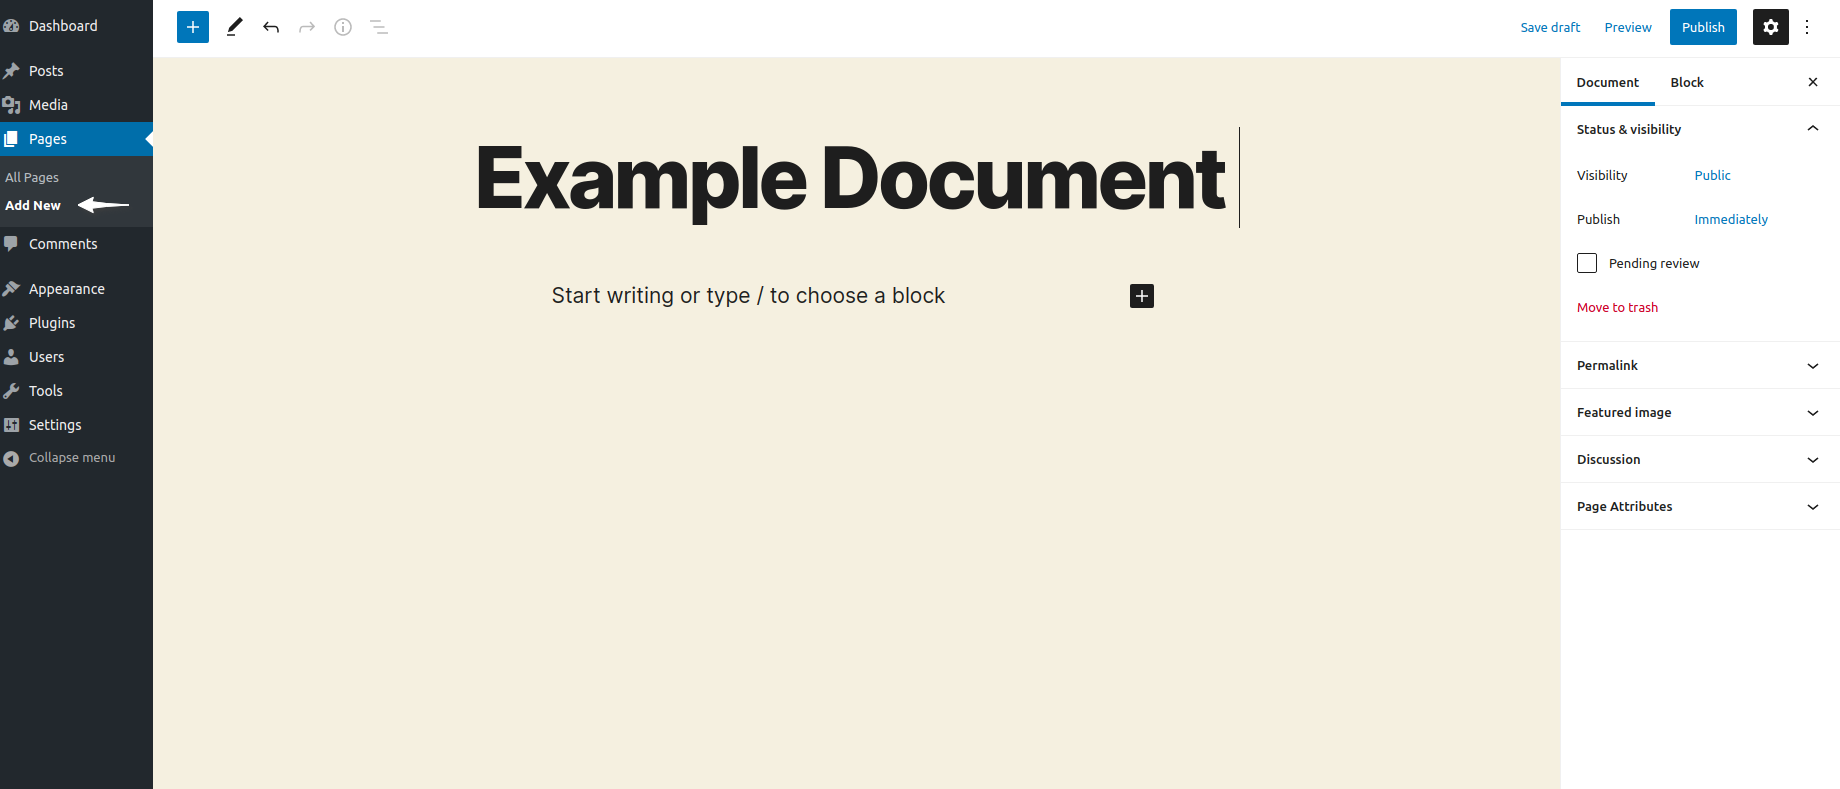 Dashboard
Posts
Media
Pages
All Pages
Add New
Comments
Appearance
Plugins
Users
Tools
Settings
Collapse menu
Save draft
Preview
Publish
Example Document
Start writing or type / to choose a block
Document
Block
Status & visibility
Visibility Public
Publish Immediately
Pending review
Move to trash
Permalink
Featured image
Discussion
Page Attributes